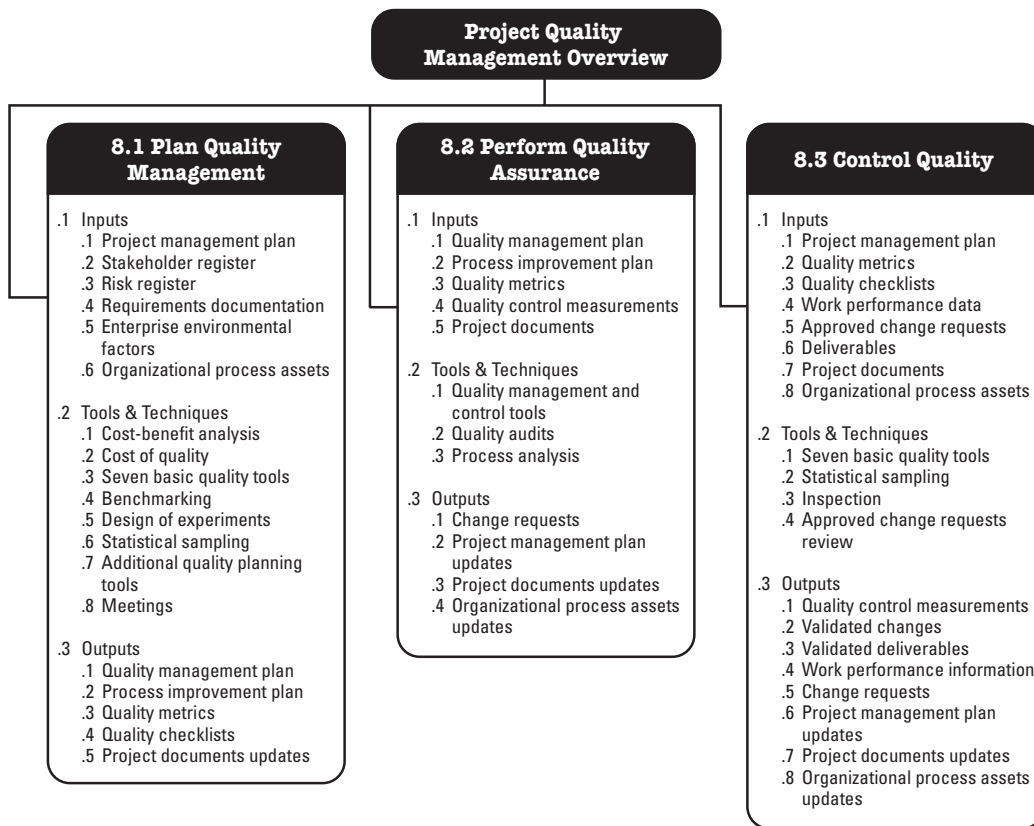 Project Quality
Management Overview
8.1 Plan Quality
Management
.1 Inputs
.1 Project management plan
.2 Stakeholder register
.3 Risk register
.4 Requirements documentation
.5 Enterprise environmental
factors
.6 Organizational process assets
.2 Tools & Techniques
.1 Cost-benefit analysis
.2 Cost of quality
.3 Seven basic quality tools
.4 Benchmarking
.5 Design of experiments
.6 Statistical sampling
.7 Additional quality planning
tools
.8 Meetings
.3 Outputs
.1 Quality management plan
.2 Process improvement plan
.3 Quality metrics
.4 Quality checklists
.5 Project documents updates
8.2 Perform Quality
Assurance
.1 Inputs
.1 Quality management plan
.2 Process improvement plan
.3 Quality metrics
.4 Quality control measurements
.5 Project documents
.2 Tools & Techniques
.1 Quality management and
control tools
.2 Quality audits
.3 Process analysis
.3 Outputs
.1 Change requests
.2 Project management plan
updates
.3 Project documents updates
.4 Organizational process assets
updates
8.3 Control Quality
.1 Inputs
.1 Project management plan
.2 Quality metrics
.3 Quality checklists
.4 Work performance data
.5 Approved change requests
.6 Deliverables
.7 Project documents
.8 Organizational process assets
.2 Tools & Techniques
.1 Seven basic quality tools
.2 Statistical sampling
.3 Inspection
.4 Approved change requests
review
.3 Outputs
.1 Quality control measurements
.2 Validated changes
.3 Validated deliverables
.4 Work performance information
.5 Change requests
.6 Project management plan
updates
.7 Project documents updates
.8 Organizational process assets
updates